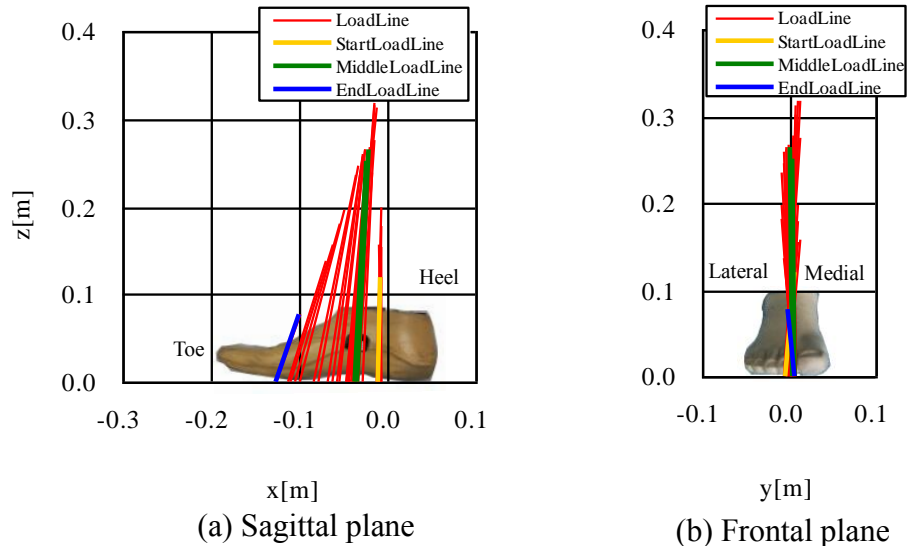 LoadLine
StartLoadLine
MiddleLoadLine
EndLoadLine
0.4
0.3
0.2
0.1
0.0
z[m]
Heel
Toe
-0.3
-0.2
-0.1
0.0
0.1
x[m]
(a) Sagittal plane
LoadLine
StartLoadLine
MiddleLoadLine
EndLoadLine
0.4
0.3
0.2
0.1
0.0
Lateral
Medial
-0.1
0.0
0.1
y[m]
(b) Frontal plane